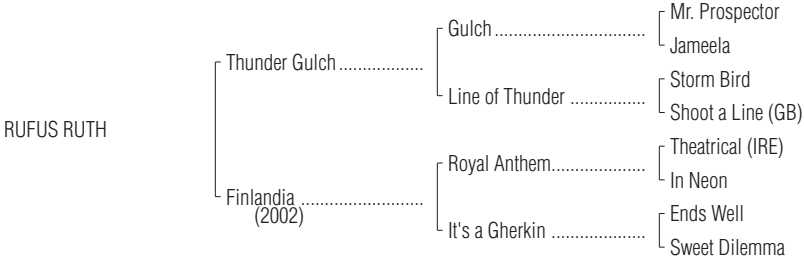 Mr. Prospector
Gulch ..............................
Jameela
Thunder Gulch .................
Storm Bird
Line of Thunder ...............
Shoot a Line (GB)
RUFUS RUTH
Theatrical (IRE)
Royal Anthem...................
In Neon
Finlandia ........................
(2002)
Ends Well
It's a Gherkin ...................
Sweet Dilemma